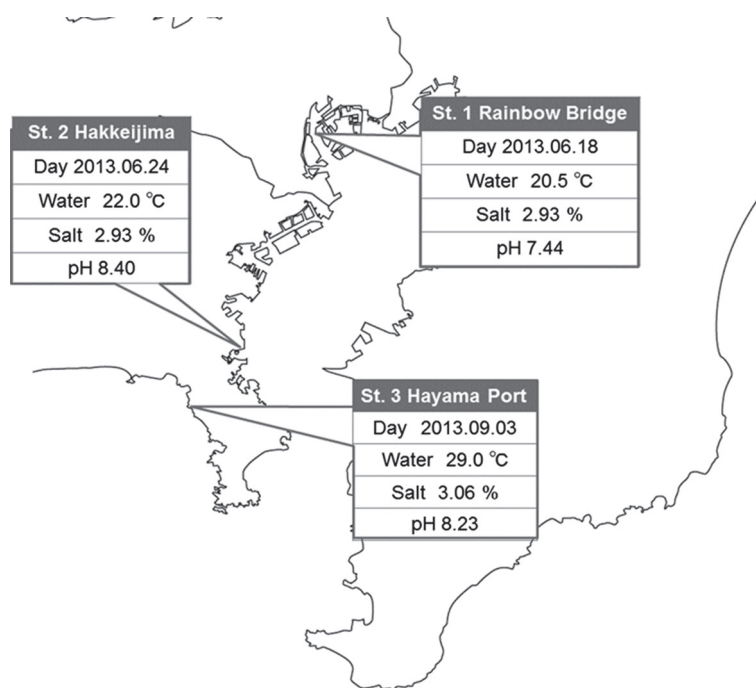 St. 1 Rainbow Bridge
Day 2013.06.18
Water 20.5 ℃
Salt 2.93 %
pH 7.44
St. 2 Hakkeijima
Day 2013.06.24
Water 22.0 ℃
Salt 2.93 %
pH 8.40
St. 3 Hayama Port
Day 2013.09.03
Water 29.0 ℃
Salt 3.06 %
pH 8.23